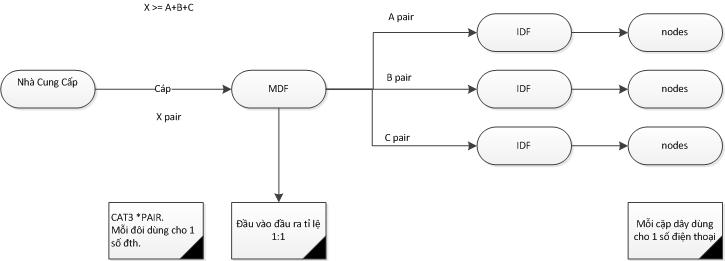 X >= A+B+C
A pair
IDF
nodes
Nhà Cung Cấp
Cáp
MDF
B pair
IDF
nodes
X pair
C pair
IDF
nodes
CAT3 *PAIR.
Mỗi đôi dùng cho 1
số đth.
Đầu vào đầu ra tỉ lệ
1:1
Mỗi cặp dây dùng
cho 1 số điện thoại